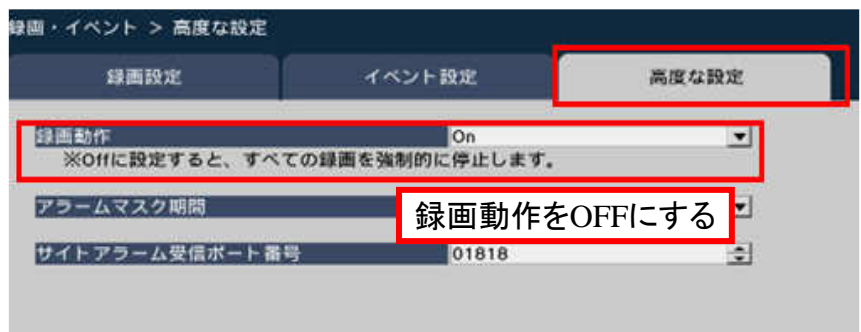 録画・イベント > 高度な設定
録画設定
イベント設定
高度な設定
録画動作 On
※Offに設定すると、すべての録画を強制的に停止します。
アラームマスク期間
録画動作をOFFにする
サイトアラーム受信ポート番号 01818